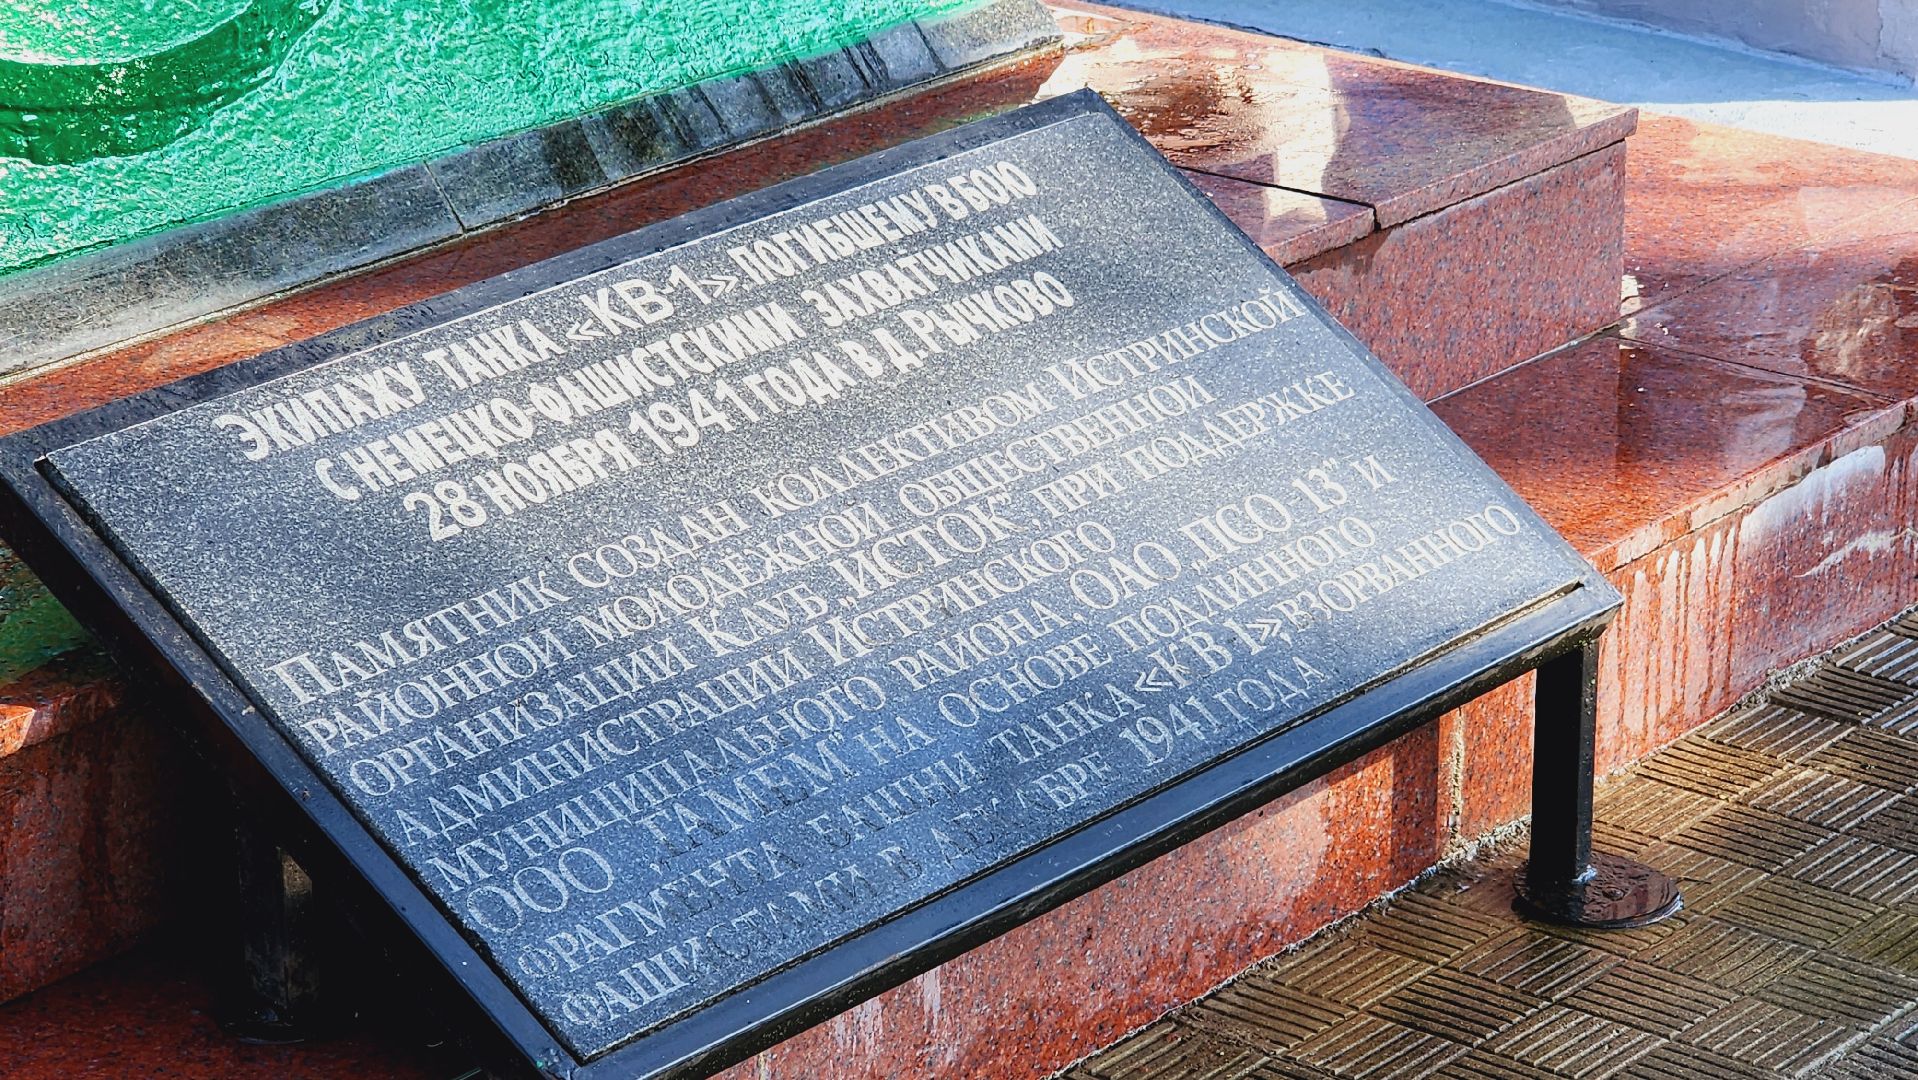 ЭКИПАЖУ ТАНКА «КВ-1», ПОГИБШЕМУ В БОЮ
С НЕМЕЦКО-ФАШИСТСКИМИ ЗАХВАТЧИКАМИ
28 НОЯБРЯ 1941 ГОДА В Д.РЫЧКОВО
ПАМЯТНИК СОЗДАН КОЛЛЕКТИВОМ ИСТРИНСКОЙ
РАЙОННОЙ МОЛОДЁЖНОЙ ОБЩЕСТВЕННОЙ
ОРГАНИЗАЦИИ КЛУБ „ИСТОК”, ПРИ ПОДДЕРЖКЕ
АДМИНИСТРАЦИИ ИСТРИНСКОГО
МУНИЦИПАЛЬНОГО РАЙОНА, ОАО „ПСО-13” И
ООО „ТАМЕМ” НА ОСНОВЕ ПОДЛИННОГО
ФРАГМЕНТА БАШНИ ТАНКА «КВ 1», ВЗОРВАННОГО
ФАШИСТАМИ В ДЕКАБРЕ 1941 ГОДА